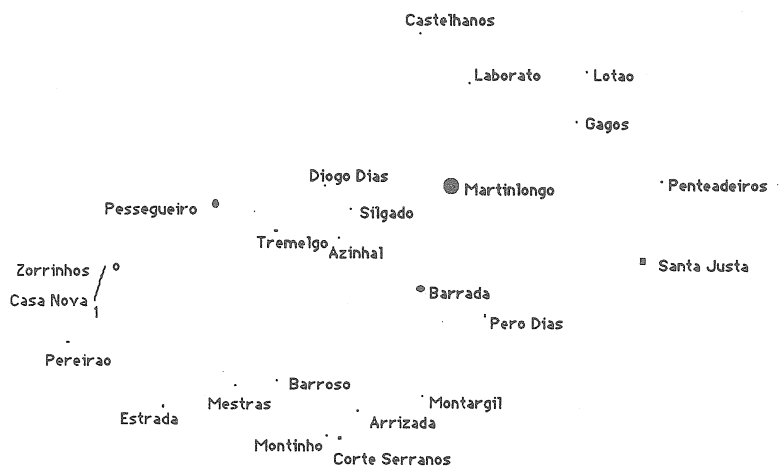 Castelhanos
Laborato
Lotao
Gagos
Diogo Dias
Martinlongo
Penteadeiros
Pessegueiro
Silgado
Tremelgo
Azinhal
Zorrinhos
Santa Justa
Casa Nova
1
Barrada
Pero Dias
Pereirao
Barroso
Mestras
Montargil
Estrada
Arrizada
Montinho
Corte Serranos